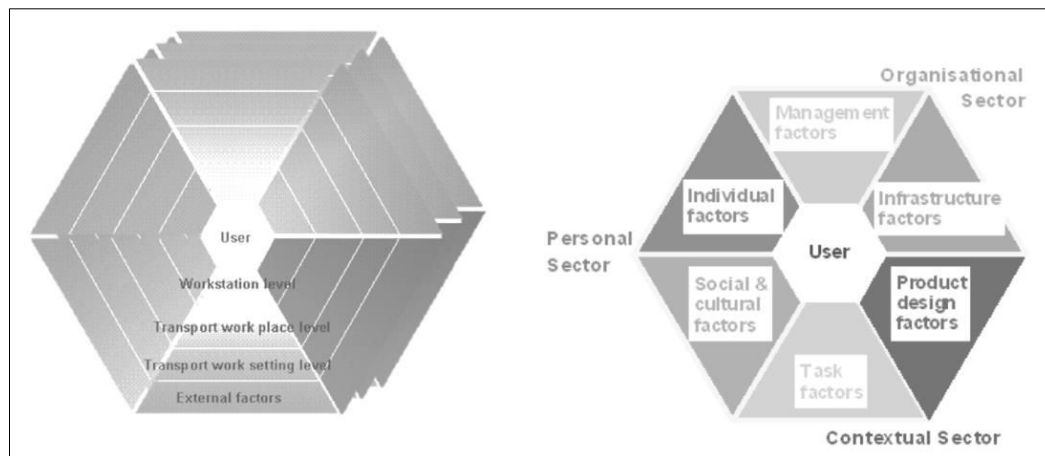 User
Workstation level
Transport work place level
Transport work setting level
External factors
Organisational
Sector
Management
factors
Individual
factors
Infrastructure
factors
Personal
Sector
User
Social &
cultural
factors
Product
design
factors
Task
factors
Contextual Sector